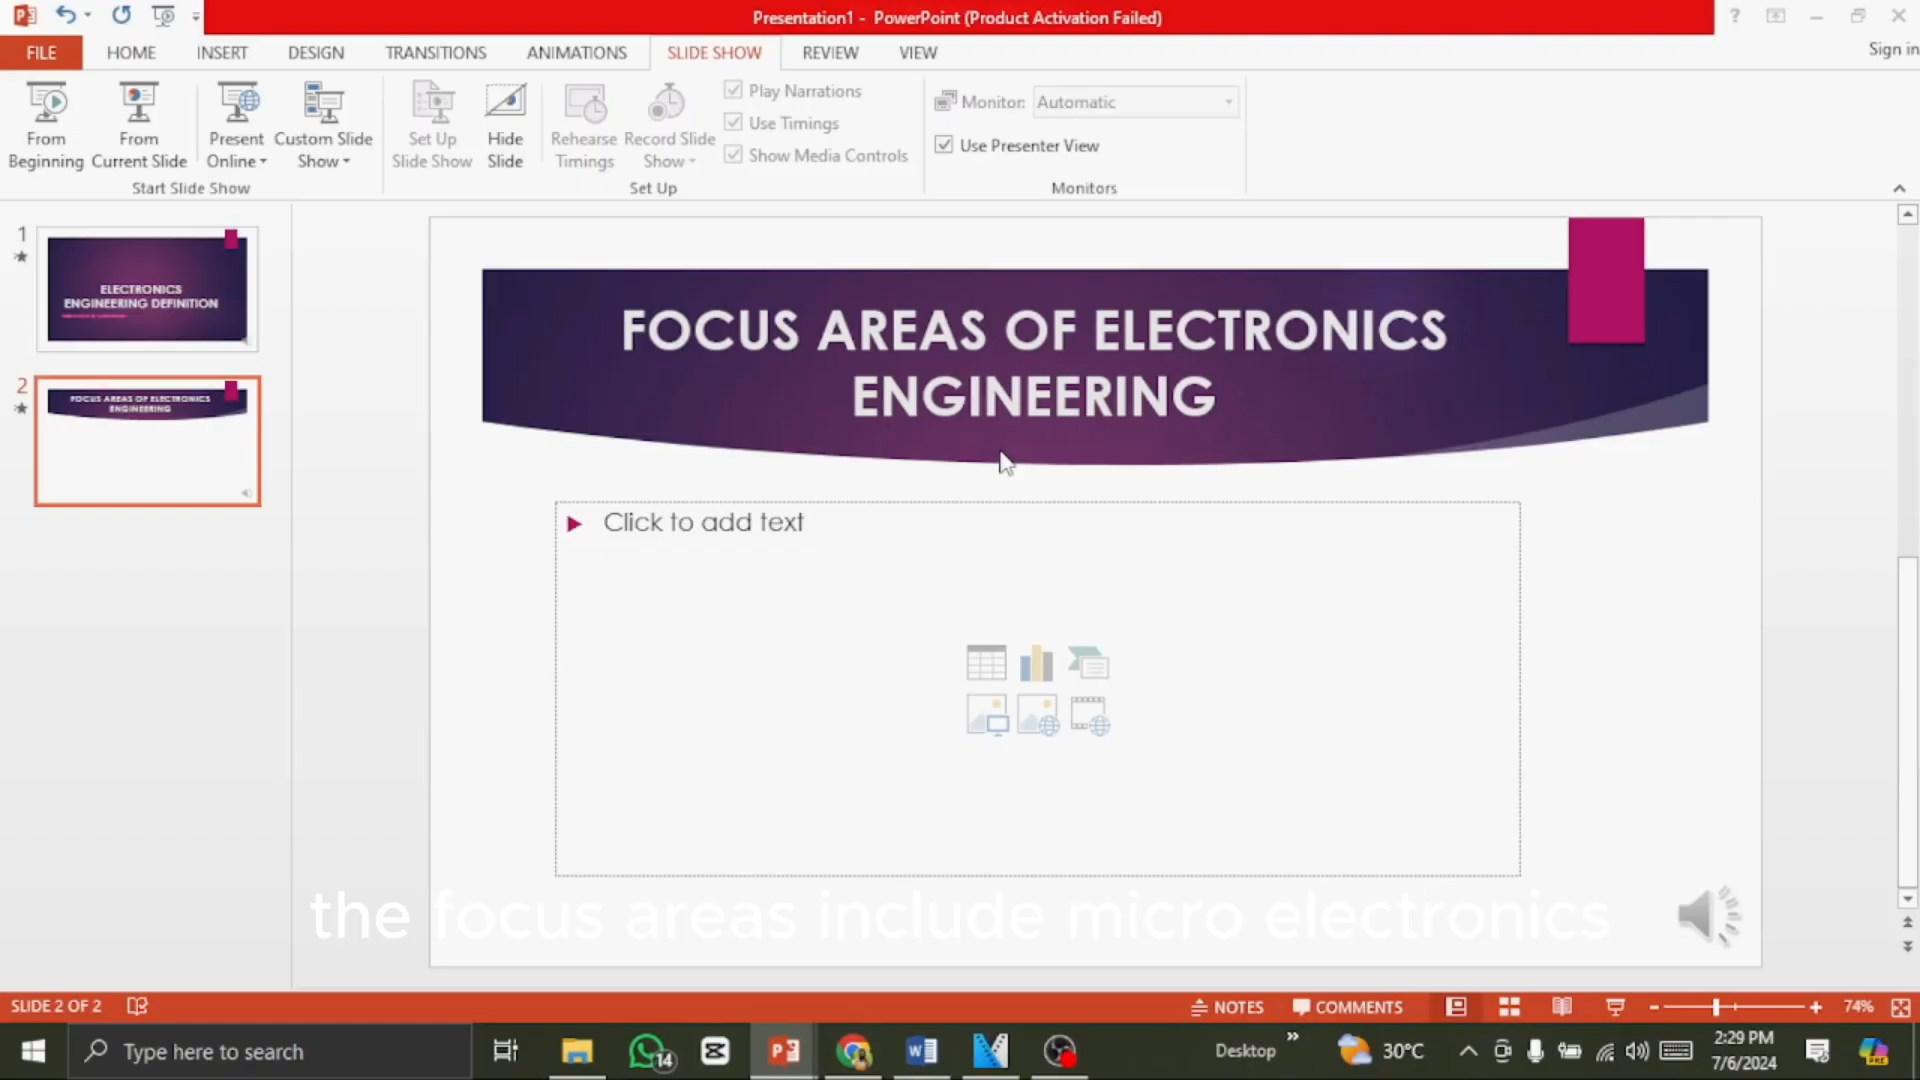 Presentation1 - PowerPoint (Product Activation Failed)
?
FILE
HOME
INSERT
DESIGN
TRANSITIONS
ANIMATIONS
SLIDE SHOW
REVIEW
VIEW
Sign in
From
Beginning
From
Current Slide
Present
Online
Custom Slide
Show
Set Up
Slide Show
Hide
Slide
Rehearse
Timings
Record Slide
Show
Play Narrations
Use Timings
Show Media Controls
Monitor:
Automatic
Use Presenter View
Start Slide Show
Set Up
Monitors
1
ELECTRONICS
ENGINEERING DEFINITION
2
FOCUS AREAS OF ELECTRONICS
ENGINEERING
FOCUS AREAS OF ELECTRONICS
ENGINEERING
Click to add text
the focus areas include micro electronics
SLIDE 2 OF 2
NOTES
COMMENTS
74%
Type here to search
14
Desktop
30°C
2:29 PM
7/6/2024
PRE